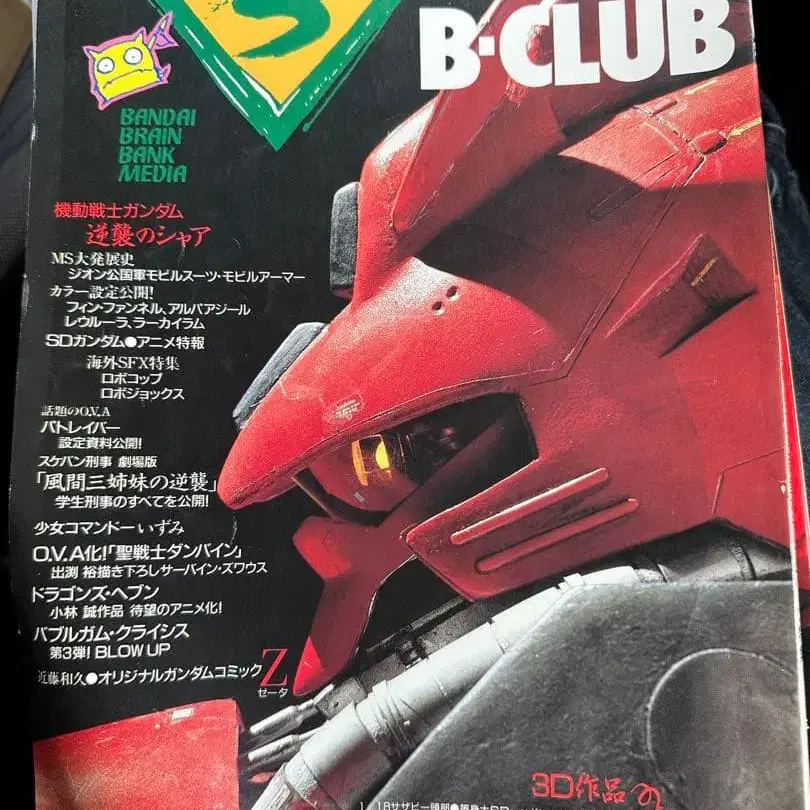 B·CLUB
BANDAI
BRAIN
BANK
MEDIA
機動戦士ガンダム
逆襲のシャア
MS大発展史
ジオン公国軍モビルスーツ・モビルアーマー
カラー設定公開!
フィン・ファンネル、アルパアジール
レウルーラ、ラーカイラム
SDガンダム●アニメ特報
海外SFX特集
ロボコップ
ロボジョックス
話題のO.V.A
パトレイバー
設定資料公開!
スケバン刑事 劇場版
「風間三姉妹の逆襲」
学生刑事のすべてを公開!
少女コマンドーいずみ
O.V.A化!「聖戦士ダンバイン」
出渕 裕描き下ろしサーバイン・ズワウス
ドラゴンズ・ヘブン
小林 誠作品 待望のアニメ化!
バブルガム・クライシス
第3弾! BLOW UP
近藤和久●オリジナルガンダムコミック Z
ゼータ
3D作品
18サザビー頭部●等身大SD